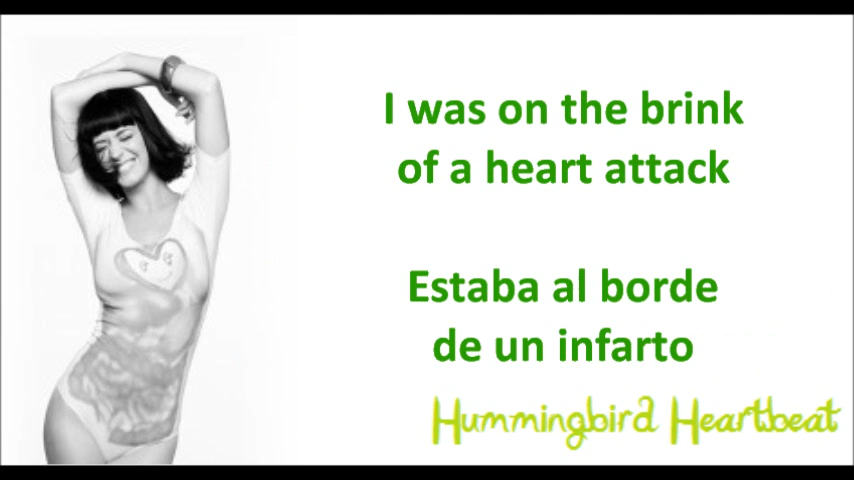 I was on the brink
of a heart attack
Estaba al borde
de un infarto
Hummingbird Heartbeat